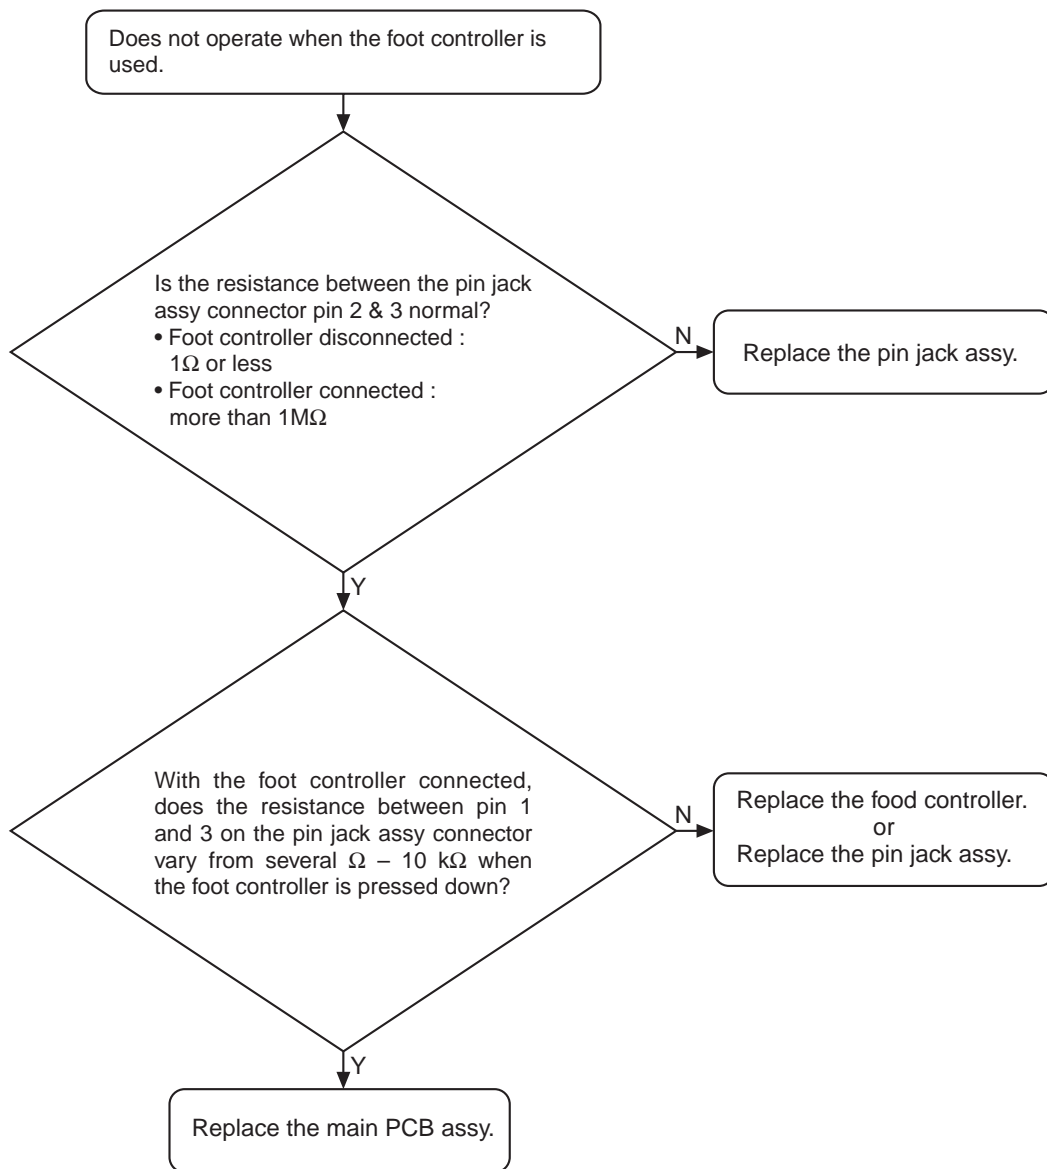 Does not operate when the foot controller is
used.
Is the resistance between the pin jack
assy connector pin 2 & 3 normal?
• Foot controller disconnected :
1Ω or less
• Foot controller connected :
more than 1MΩ
N
Replace the pin jack assy.
Y
With the foot controller connected,
does the resistance between pin 1
and 3 on the pin jack assy connector
vary from several Ω – 10 kΩ when
the foot controller is pressed down?
N
Replace the food controller.
or
Replace the pin jack assy.
Y
Replace the main PCB assy.